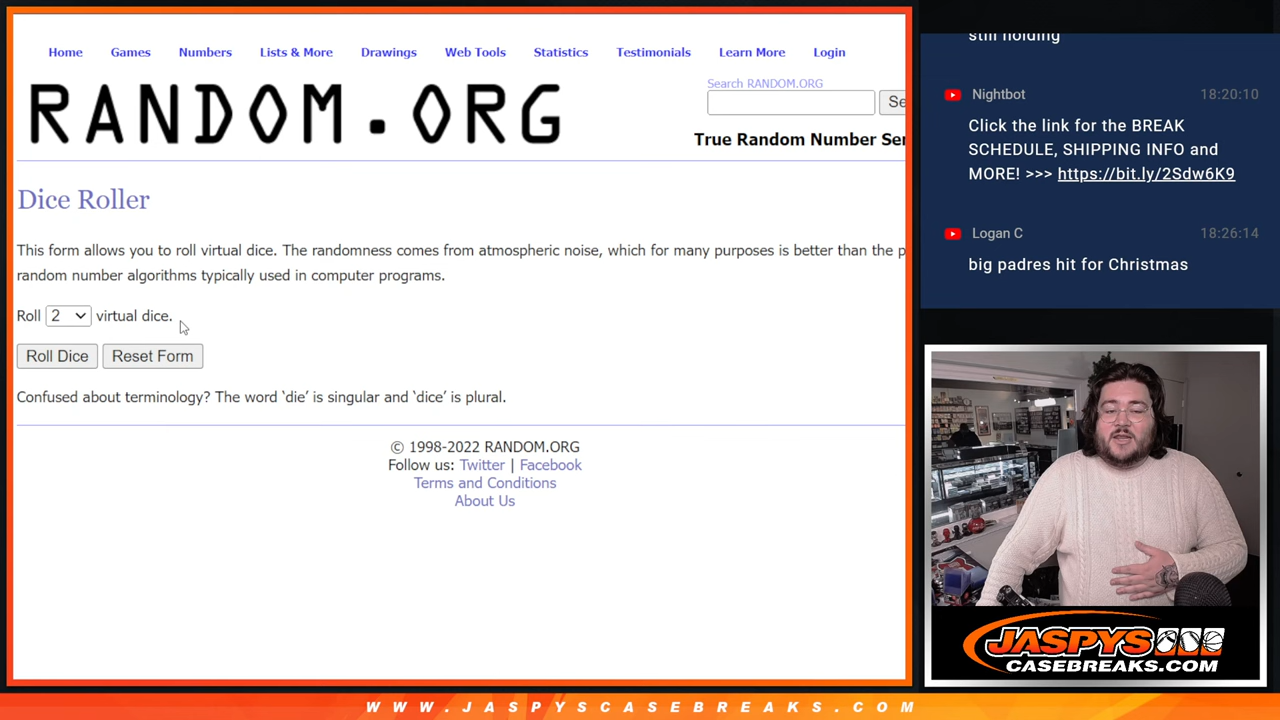 Home Games Numbers Lists & More Drawings Web Tools Statistics Testimonials Learn More Login
RANDOM.ORG
Search RANDOM.ORG
Se
True Random Number Ser
Dice Roller
This form allows you to roll virtual dice. The randomness comes from atmospheric noise, which for many purposes is better than the p
random number algorithms typically used in computer programs.
Roll 2 virtual dice.
Roll Dice Reset Form
Confused about terminology? The word ‘die’ is singular and ‘dice’ is plural.
© 1998-2022 RANDOM.ORG
Follow us: Twitter | Facebook
Terms and Conditions
About Us
still holding
Nightbot 18:20:10
Click the link for the BREAK
SCHEDULE, SHIPPING INFO and
MORE! >>> https://bit.ly/2Sdw6K9
Logan C 18:26:14
big padres hit for Christmas
JASPYS
CASEBREAKS.COM
WWW.JASPYSCASEBREAKS.COM